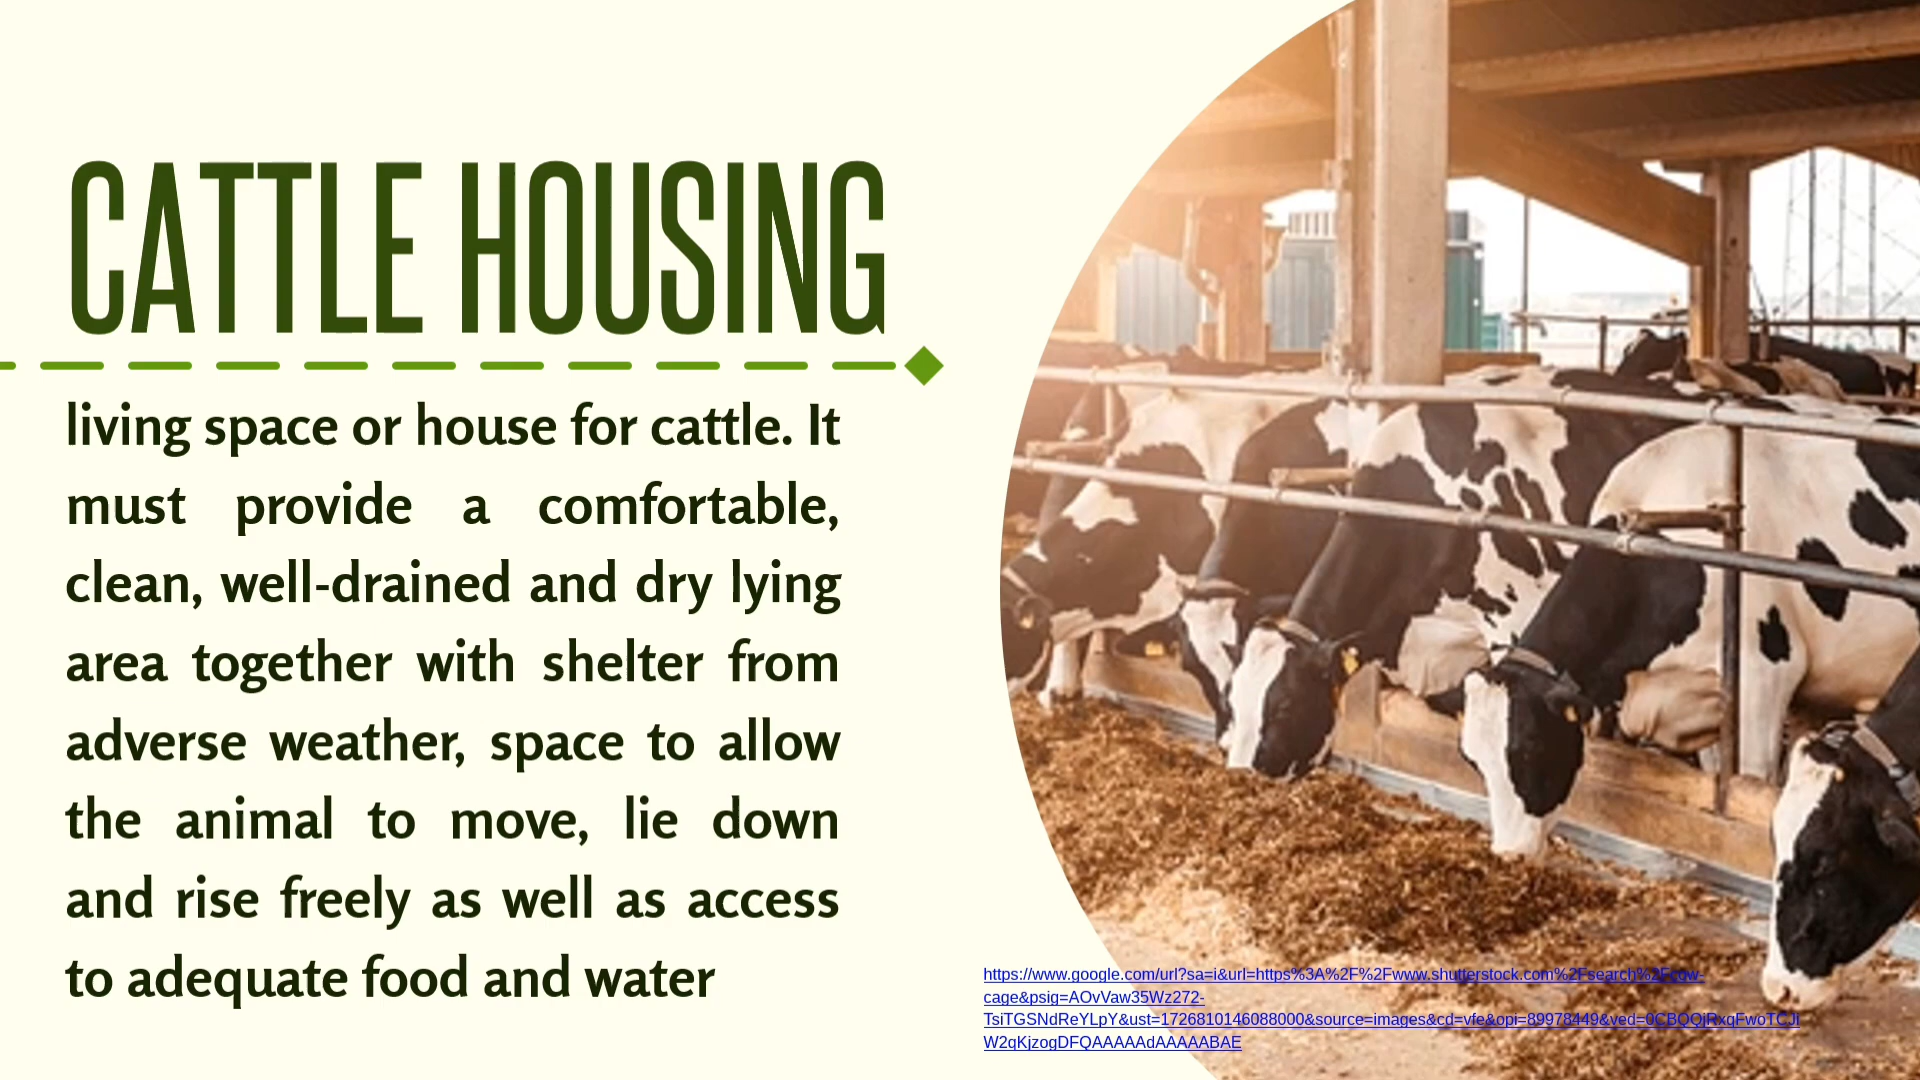 CATTLE HOUSING
living space or house for cattle. It
must provide a comfortable,
clean, well-drained and dry lying
area together with shelter from
adverse weather, space to allow
the animal to move, lie down
and rise freely as well as access
to adequate food and water
https://www.google.com/url?sa=i&url=https%3A%2F%2Fwww.shutterstock.com%2Fsearch%2Fcow-
cage&psig=AOvVaw35Wz272-
TsiTGSNdReYLpY&ust=1726810146088000&source=images&cd=vfe&opi=89978449&ved=0CBQQjRxqFwoTCJi
W2qKjzogDFQAAAAAdAAAAABAE